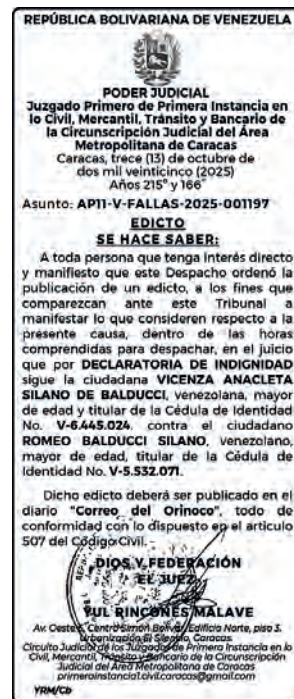 REPÚBLICA BOLIVARIANA DE VENEZUELA
PODER JUDICIAL
Juzgado Primero de Primera Instancia en
lo Civil, Mercantil, Tránsito y Bancario de
la Circunscripción Judicial del Área
Metropolitana de Caracas
Caracas, trece (13) de octubre de
dos mil veinticinco (2025)
Años 215° y 166°
Asunto: AP11-V-FALLAS-2025-001197
EDICTO
SE HACE SABER:
A toda persona que tenga interés directo
y manifiesto que este Despacho ordenó la
publicación de un edicto, a los fines que
comparezcan ante este Tribunal a
manifestar lo que consideren respecto a la
presente causa, dentro de las horas
comprendidas para despachar, en el juicio
que por DECLARATORIA DE INDIGNIDAD
sigue la ciudadana VICENZA ANACLETA
SILANO DE BALDUCCI, venezolana, mayor
de edad y titular de la Cédula de Identidad
No. V-6.445.024, contra el ciudadano
ROMEO BALDUCCI SILANO, venezolano,
mayor de edad, titular de la Cédula de
Identidad No. V-5.532.071.
Dicho edicto deberá ser publicado en el
diario "Correo del Orinoco", todo de
conformidad con lo dispuesto en el articulo
507 del Código Civil.-
DIOS Y FEDERACIÓN
EL JUEZ,
YUL RINCONES MALAVE
Av. Oeste, Centro Simón Bolívar, Edificio Norte, piso 3.
Urbanización El Silencio, Caracas.
Circuito Judicial de los Juzgados de Primera Instancia en lo
Civil, Mercantil, Tránsito y Bancario de la Circunscripción
Judicial del Área Metropolitana de Caracas
primerainstancia1.civil.caracas@gmail.com
YRM/CD